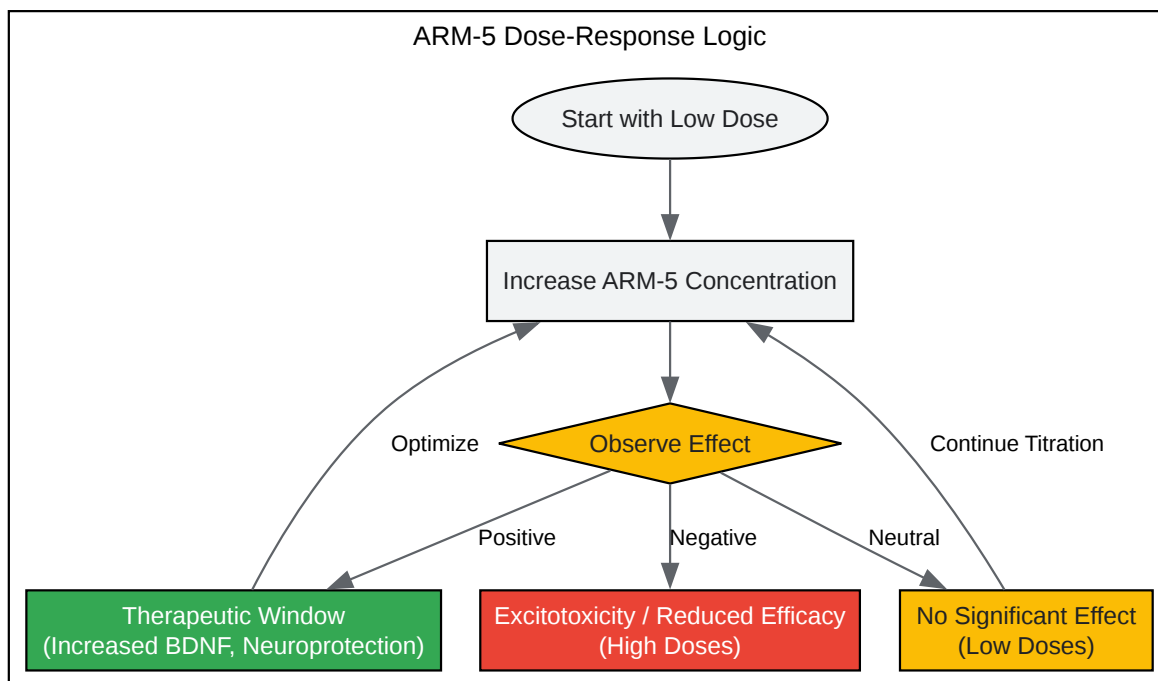 ARM-5 Dose-Response Logic
Start with Low Dose
Increase ARM-5 Concentration
Optimize
Observe Effect
Continue Titration
Positive
Negative
Neutral
Therapeutic Window
(Increased BDNF, Neuroprotection)
Excitotoxicity / Reduced Efficacy
(High Doses)
No Significant Effect
(Low Doses)